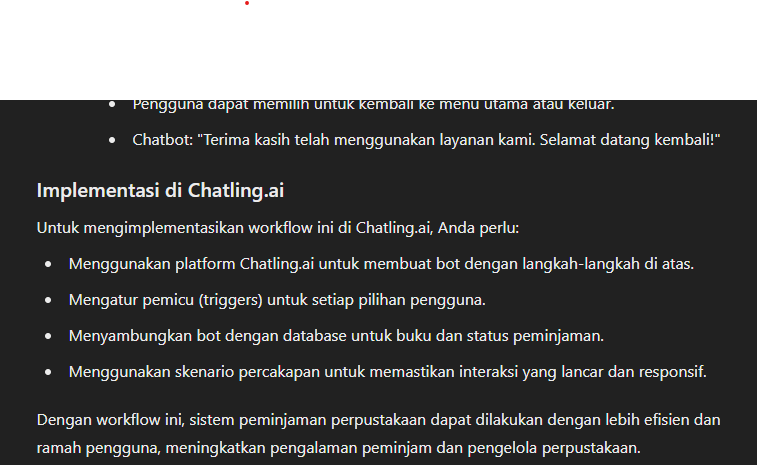 Pengguna dapat memilih untuk kembali ke menu utama atau keluar.
Chatbot: "Terima kasih telah menggunakan layanan kami. Selamat datang kembali!"
Implementasi di Chatling.ai
Untuk mengimplementasikan workflow ini di Chatling.ai, Anda perlu:
Menggunakan platform Chatling.ai untuk membuat bot dengan langkah-langkah di atas.
Mengatur pemicu (triggers) untuk setiap pilihan pengguna.
Menyambungkan bot dengan database untuk buku dan status peminjaman.
Menggunakan skenario percakapan untuk memastikan interaksi yang lancar dan responsif.
Dengan workflow ini, sistem peminjaman perpustakaan dapat dilakukan dengan lebih efisien dan
ramah pengguna, meningkatkan pengalaman peminjam dan pengelola perpustakaan.